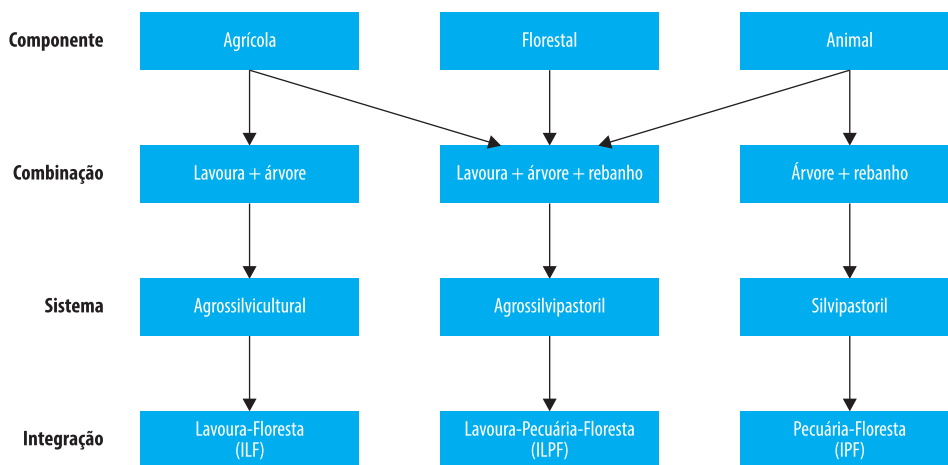 Componente
Agrícola
Florestal
Animal
Combinação
Lavoura + árvore
Lavoura + árvore + rebanho
Árvore + rebanho
Sistema
Agrossilvicultural
Agrossilvipastoril
Silvipastoril
Integração
Lavoura-Floresta
(ILF)
Lavoura-Pecuária-Floresta
(ILPF)
Pecuária-Floresta
(IPF)